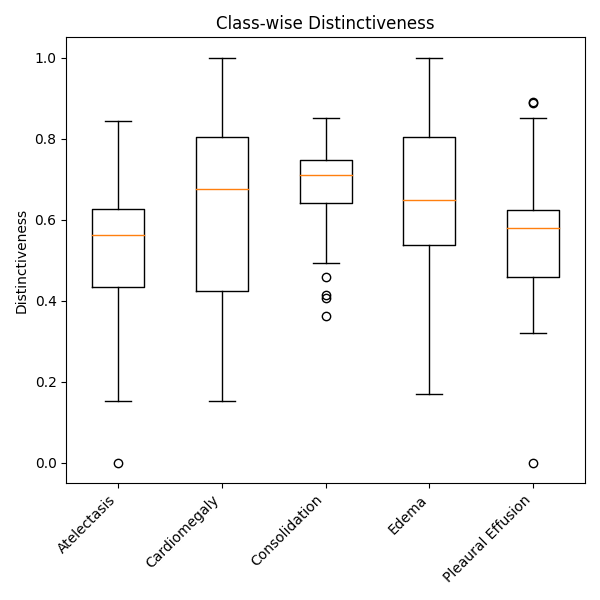 Class-wise Distinctiveness
1.0
0.8
0.6
0.4
0.2
0.0
Distinctiveness
Atelectasis
Cardiomegaly
Consolidation
Edema
Pleaural Effusion